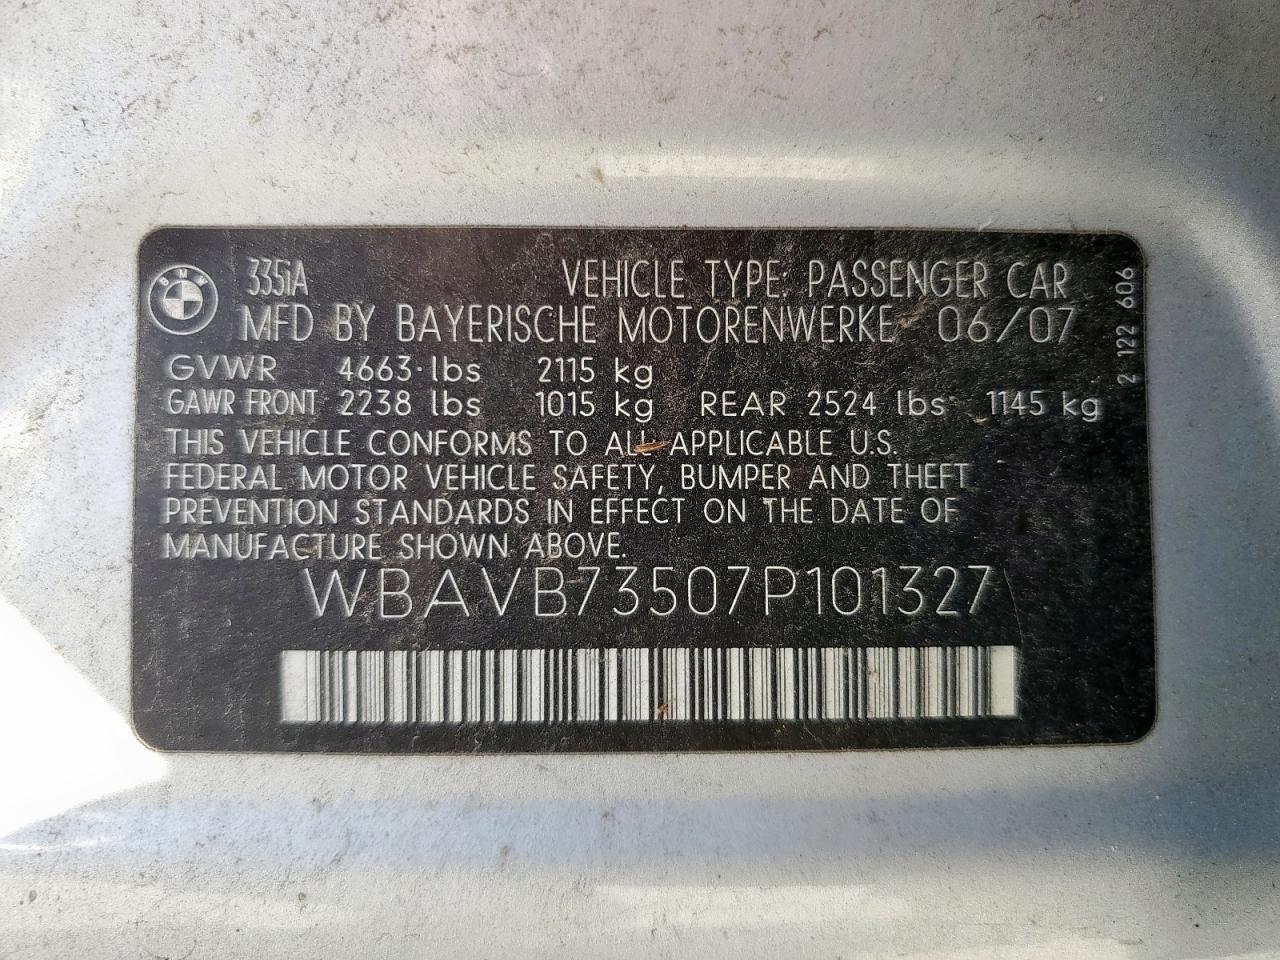 BMW
335iA VEHICLE TYPE: PASSENGER CAR
MFD BY BAYERISCHE MOTORENWERKE 06/07
GVWR 4663 lbs 2115 kg
GAWR FRONT 2238 lbs 1015 kg REAR 2524 lbs 1145 kg
THIS VEHICLE CONFORMS TO ALL APPLICABLE U.S.
FEDERAL MOTOR VEHICLE SAFETY, BUMPER AND THEFT
PREVENTION STANDARDS IN EFFECT ON THE DATE OF
MANUFACTURE SHOWN ABOVE.
WBAVB73507P101327
2 122 606